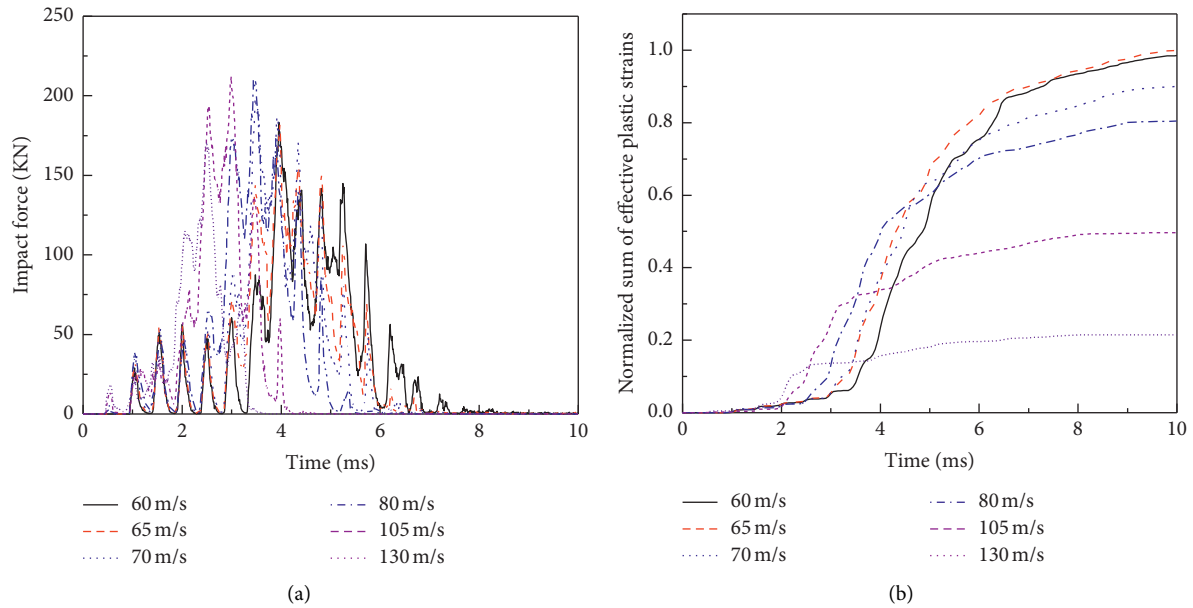 250
200
150
100
50
0
Impact force (KN)
0 2 4 6 8 10
Time (ms)
60 m/s 80 m/s
65 m/s 105 m/s
70 m/s 130 m/s
(a)
1.0
0.8
0.6
0.4
0.2
0.0
Normalized sum of effective plastic strains
0 2 4 6 8 10
Time (ms)
60 m/s 80 m/s
65 m/s 105 m/s
70 m/s 130 m/s
(b)